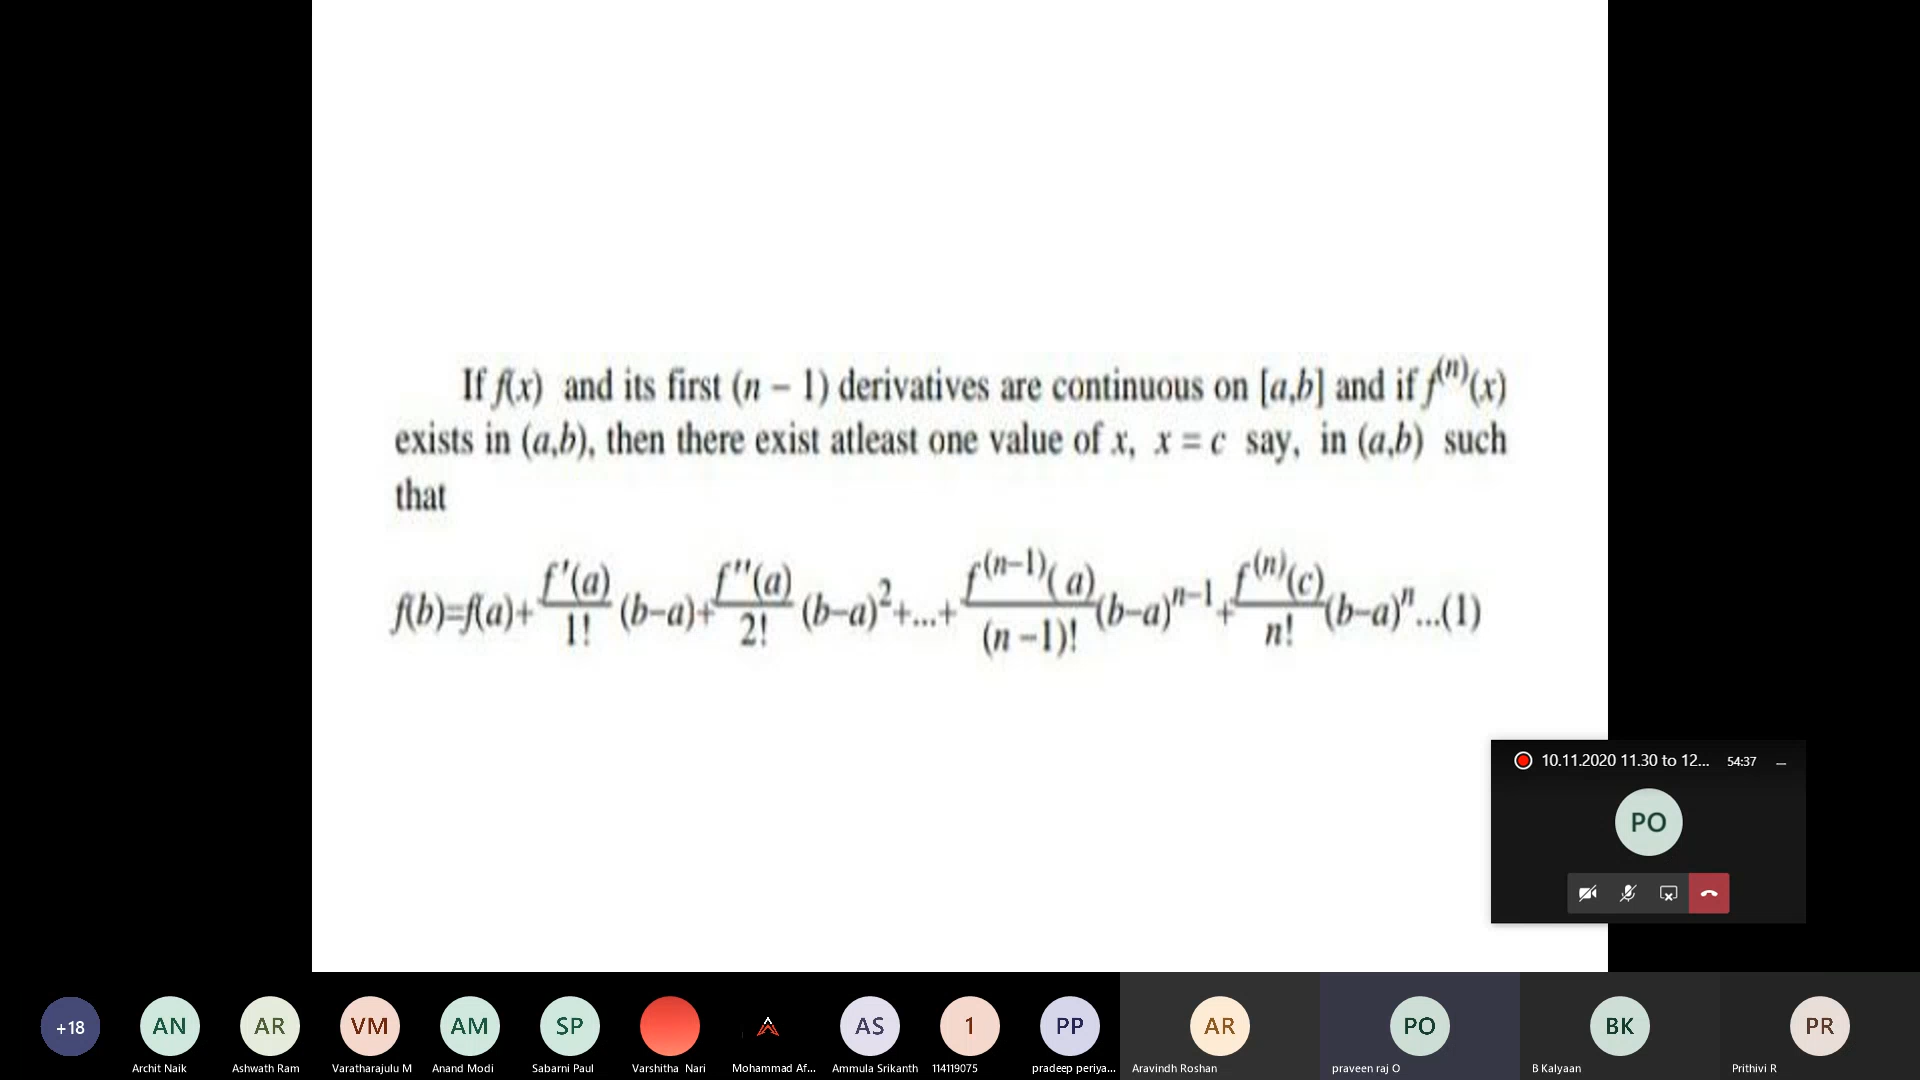 If f(x) and its first (n – 1) derivatives are continuous on [a,b] and if f^(n)(x)
exists in (a,b), then there exist atleast one value of x, x = c say, in (a,b) such
that
f(b)=f(a)+ f'(a)/1! (b–a)+ f''(a)/2! (b–a)^2+...+ f^(n–1)(a)/(n –1)! (b–a)^n–1 + f^(n)(c)/n! (b–a)^n...(1)
10.11.2020 11.30 to 12... 54:37
PO
+18 AN AR VM AM SP AS 1 PP AR PO BK PR
Archit Naik Ashwath Ram Varatharajulu M Anand Modi Sabarni Paul Varshitha Nari Mohammad Af... Ammula Srikanth 114119075 pradeep periya... Aravindh Roshan praveen raj O B Kalyaan Prithivi R